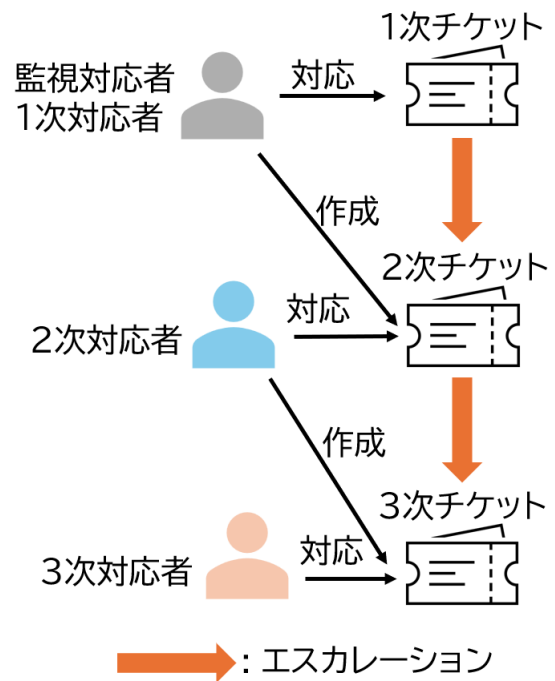 1次チケット
監視対応者
1次対応者
対応
作成
2次チケット
2次対応者
対応
作成
3次チケット
3次対応者
対応
: エスカレーション